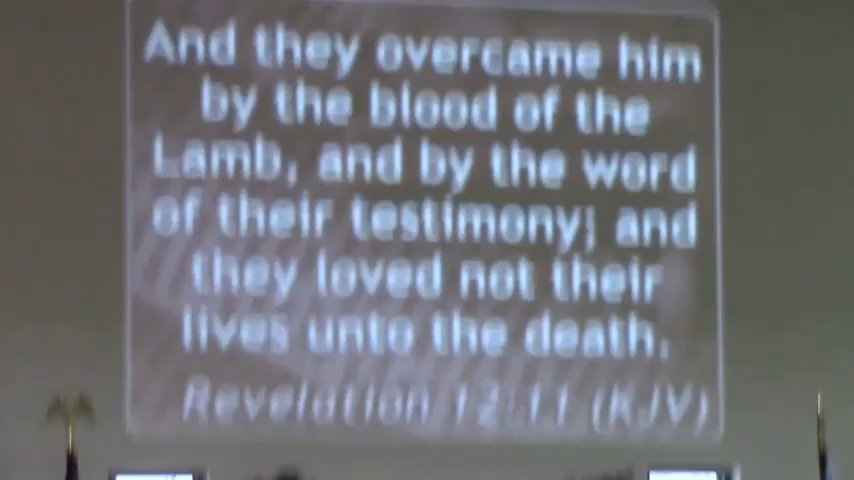 And they overcame him
by the blood of the
Lamb, and by the word
of their testimony; and
they loved not their
lives unto the death.
Revelation 12:11 (KJV)